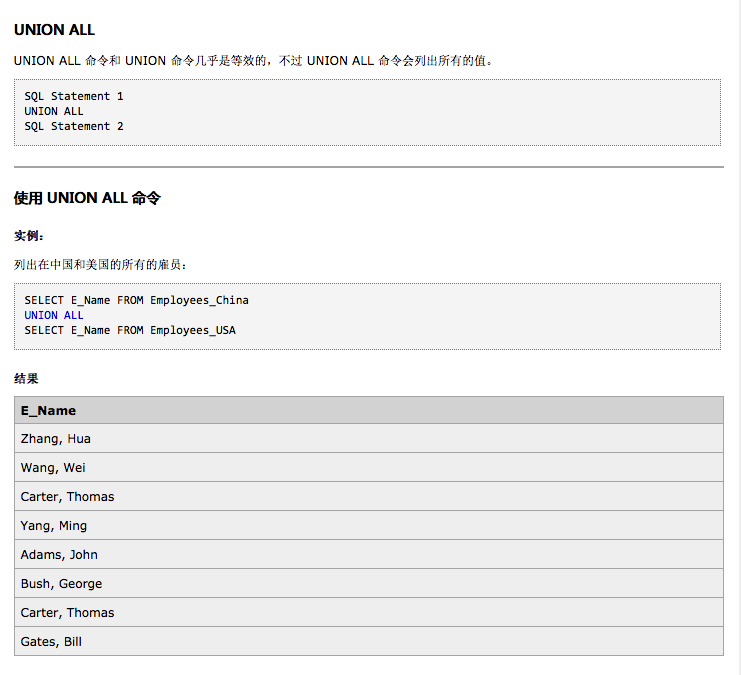 UNION ALL
UNION ALL 命令和 UNION 命令几乎是等效的，不过 UNION ALL 命令会列出所有的值。
SQL Statement 1
UNION ALL
SQL Statement 2
使用 UNION ALL 命令
实例：
列出在中国和美国的所有的雇员：
SELECT E_Name FROM Employees_China
UNION ALL
SELECT E_Name FROM Employees_USA
结果
E_Name
Zhang, Hua
Wang, Wei
Carter, Thomas
Yang, Ming
Adams, John
Bush, George
Carter, Thomas
Gates, Bill